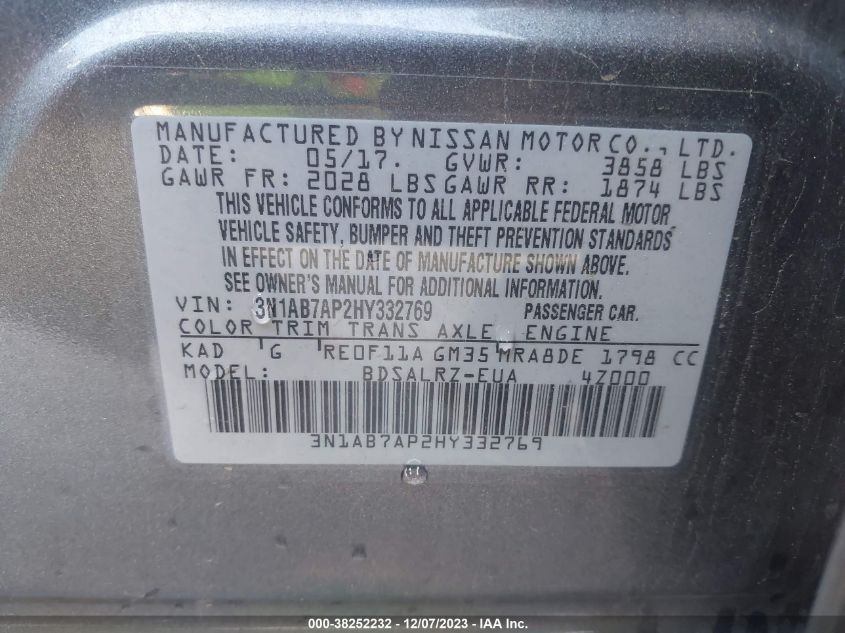 MANUFACTURED BY NISSAN MOTOR CO., LTD.
DATE: 05/17. GVWR: 3858 LBS
GAWR FR: 2028 LBS GAWR RR: 1874 LBS
THIS VEHICLE CONFORMS TO ALL APPLICABLE FEDERAL MOTOR
VEHICLE SAFETY, BUMPER AND THEFT PREVENTION STANDARDS
IN EFFECT ON THE DATE OF MANUFACTURE SHOWN ABOVE.
SEE OWNER'S MANUAL FOR ADDITIONAL INFORMATION.
VIN: 3N1AB7AP2HY332769 PASSENGER CAR.
COLOR TRIM TRANS AXLE ENGINE
KAD G RE0F11A GM35 MRA8DE 1798 CC
MODEL: BDSALRZ-EUA 4Z000
3N1AB7AP2HY332769
000-38252232 - 12/07/2023 - IAA Inc.